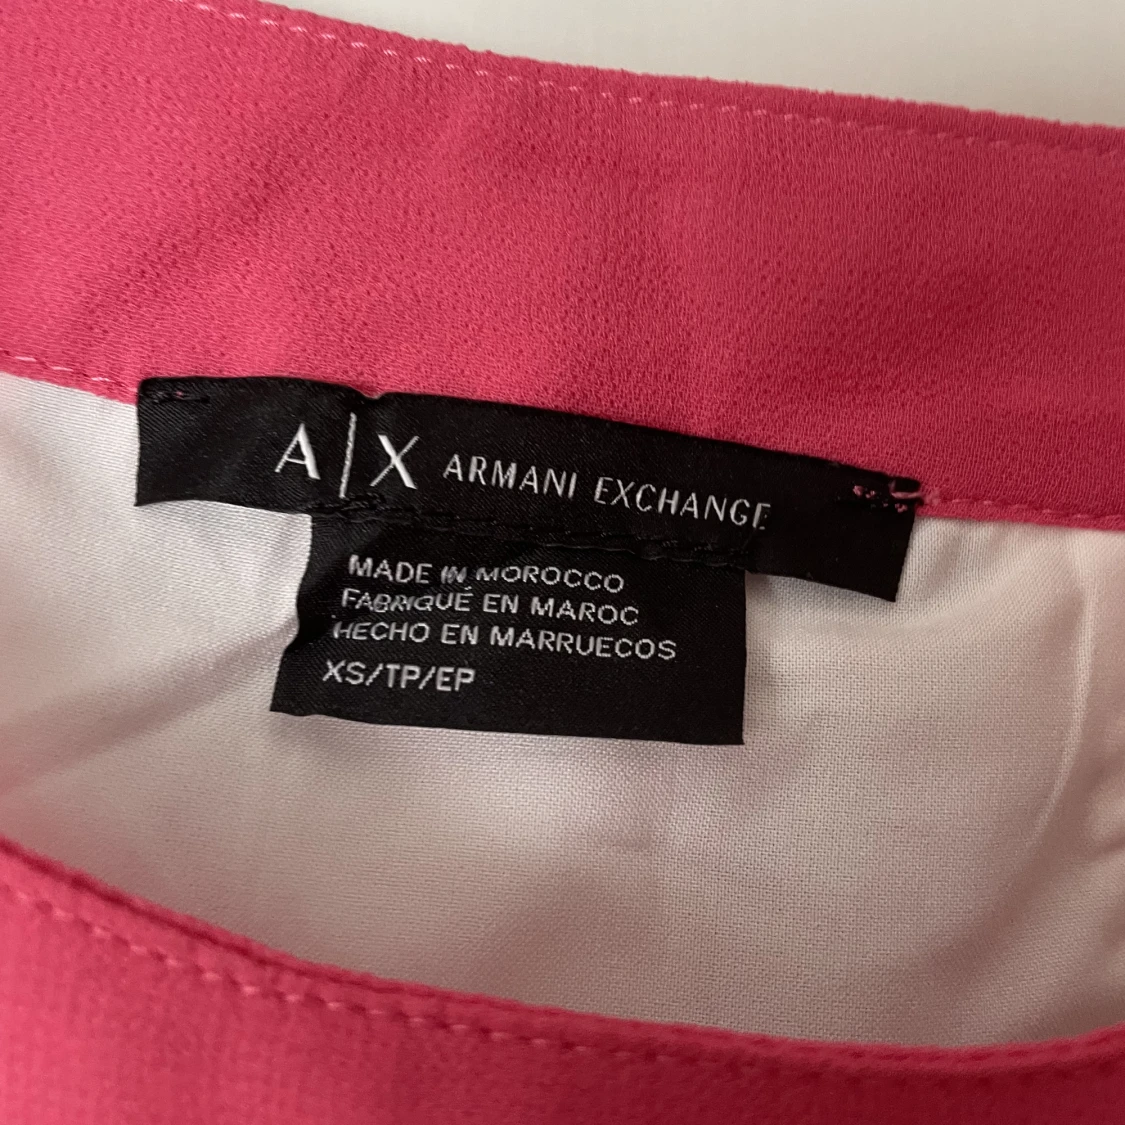 A|X ARMANI EXCHANGE
MADE IN MOROCCO
FABRIQUÉ EN MAROC
HECHO EN MARRUECOS
XS/TP/EP